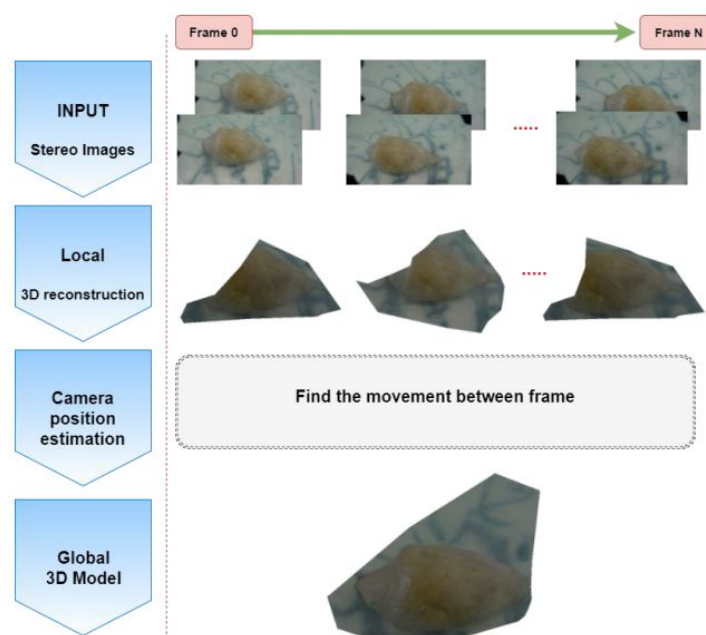 Frame 0
Frame N
INPUT
Stereo Images
.....
Local
3D reconstruction
.....
Camera
position
estimation
Find the movement between frame
Global
3D Model